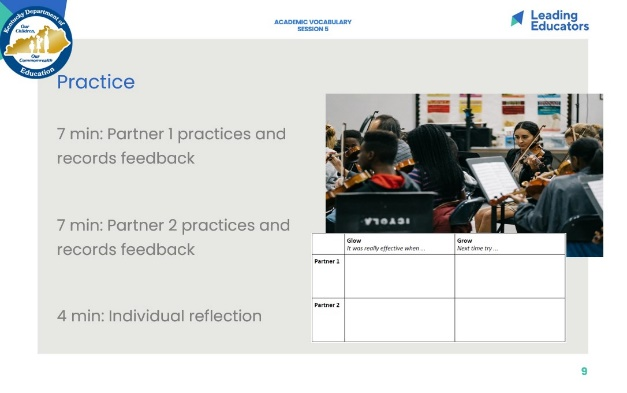 Kentucky Department of
Our
Children,
Our
Commonwealth
Education
ACADEMIC VOCABULARY
SESSION 5
Leading
Educators
Practice
7 min: Partner 1 practices and
records feedback
7 min: Partner 2 practices and
records feedback
4 min: Individual reflection
Glow
It was really effective when ...
Grow
Next time try ...
Partner 1
Partner 2
9